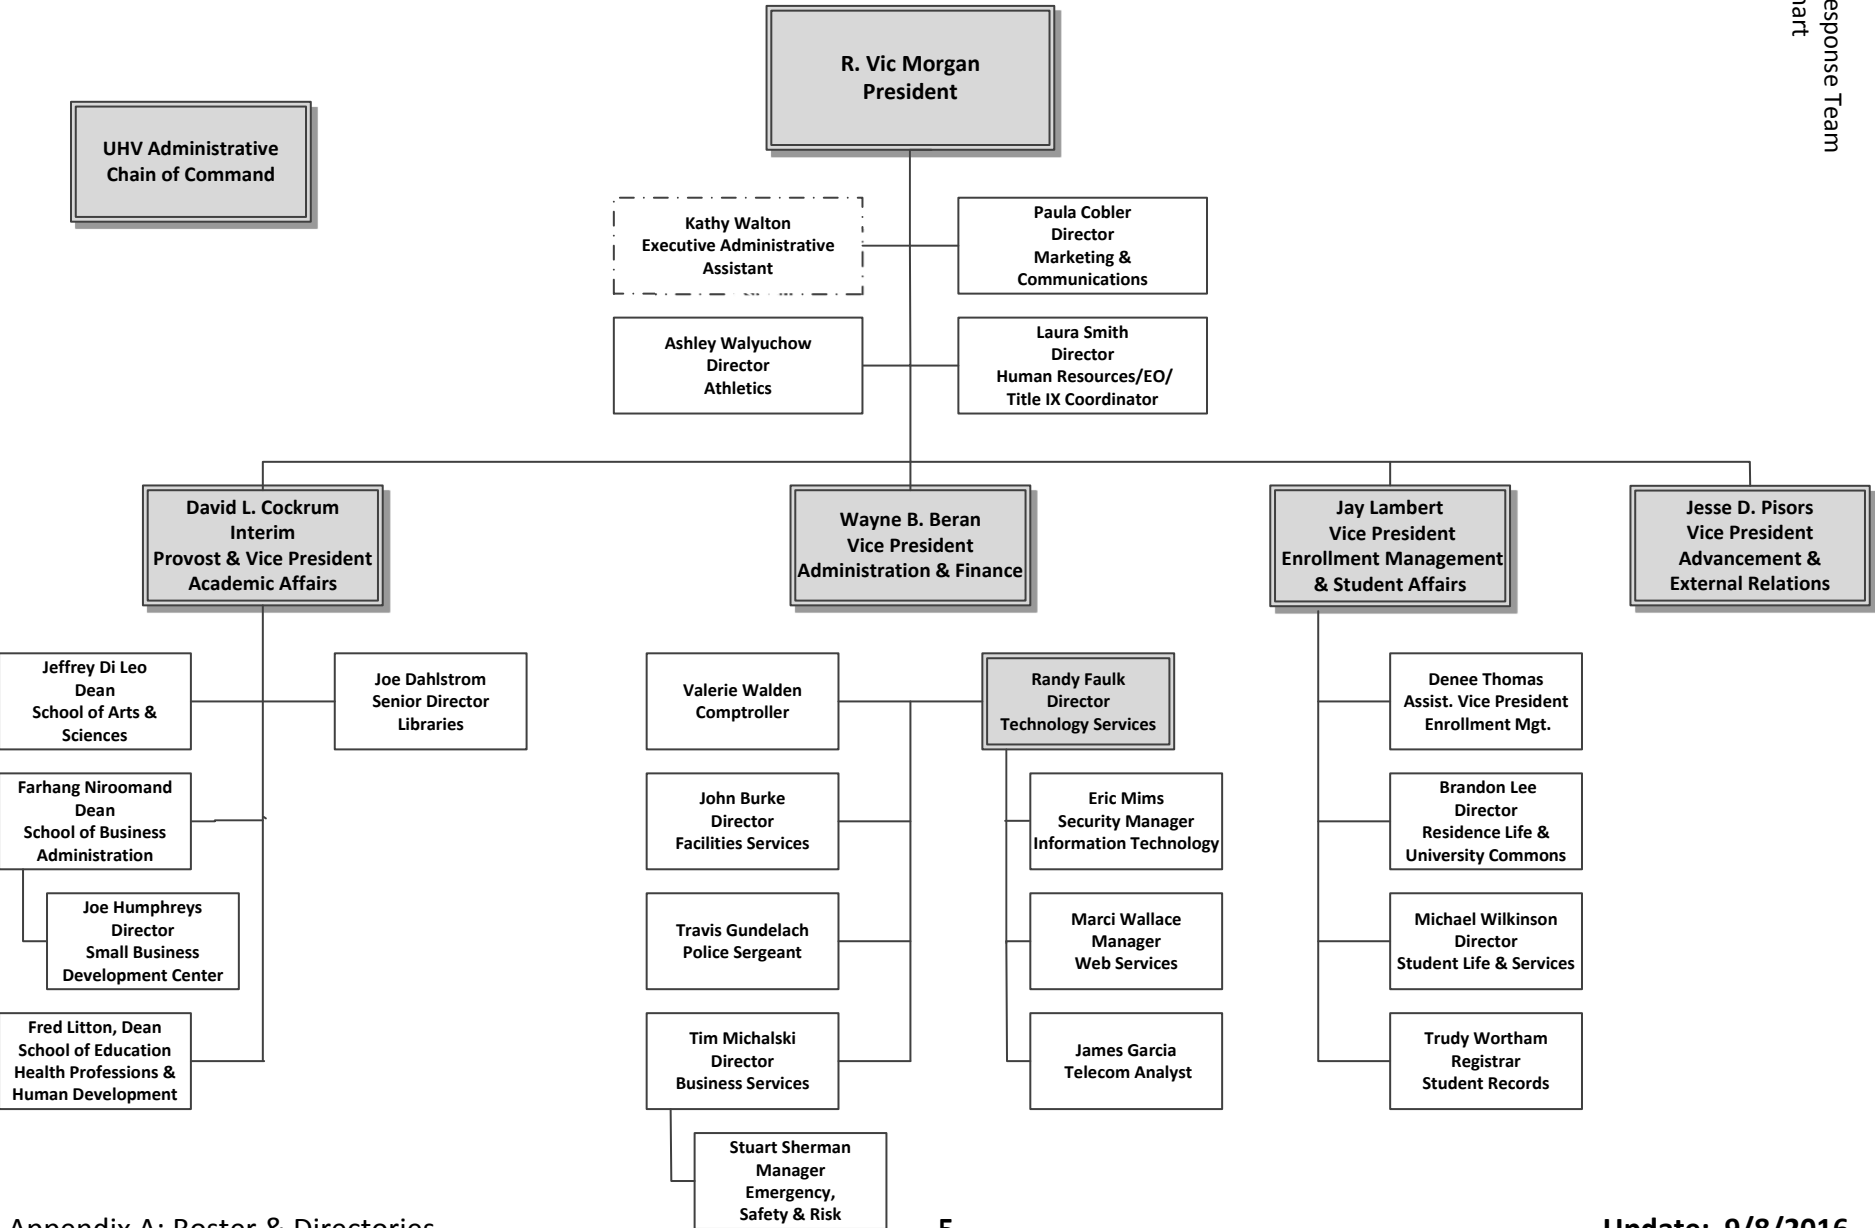 R. Vic Morgan
President
esponse Team
UHV Administrative
Chain of Command
Kathy Walton
Executive Administrative
Assistant
Paula Cobler
Director
Marketing &
Communications
Ashley Walyuchow
Director
Athletics
Laura Smith
Director
Human Resources/EO/
Title IX Coordinator
David L. Cockrum
Interim
Provost & Vice President
Academic Affairs
Wayne B. Beran
Vice President
Administration & Finance
Jay Lambert
Vice President
Enrollment Management
& Student Affairs
Jesse D. Pisors
Vice President
Advancement &
External Relations
Jeffrey Di Leo
Dean
School of Arts &
Sciences
Joe Dahlstrom
Senior Director
Libraries
Valerie Walden
Comptroller
Randy Faulk
Director
Technology Services
Denee Thomas
Assist. Vice President
Enrollment Mgt.
Farhang Niroomand
Dean
School of Business
Administration
John Burke
Director
Facilities Services
Eric Mims
Security Manager
Information Technology
Brandon Lee
Director
Residence Life &
University Commons
Joe Humphreys
Director
Small Business
Development Center
Travis Gundelach
Police Sergeant
Marci Wallace
Manager
Web Services
Michael Wilkinson
Director
Student Life & Services
Fred Litton, Dean
School of Education
Health Professions &
Human Development
Tim Michalski
Director
Business Services
James Garcia
Telecom Analyst
Trudy Wortham
Registrar
Student Records
Stuart Sherman
Manager
Emergency,
Safety & Risk
Appendix A: Roster & Directories
5
Update: 9/8/2016